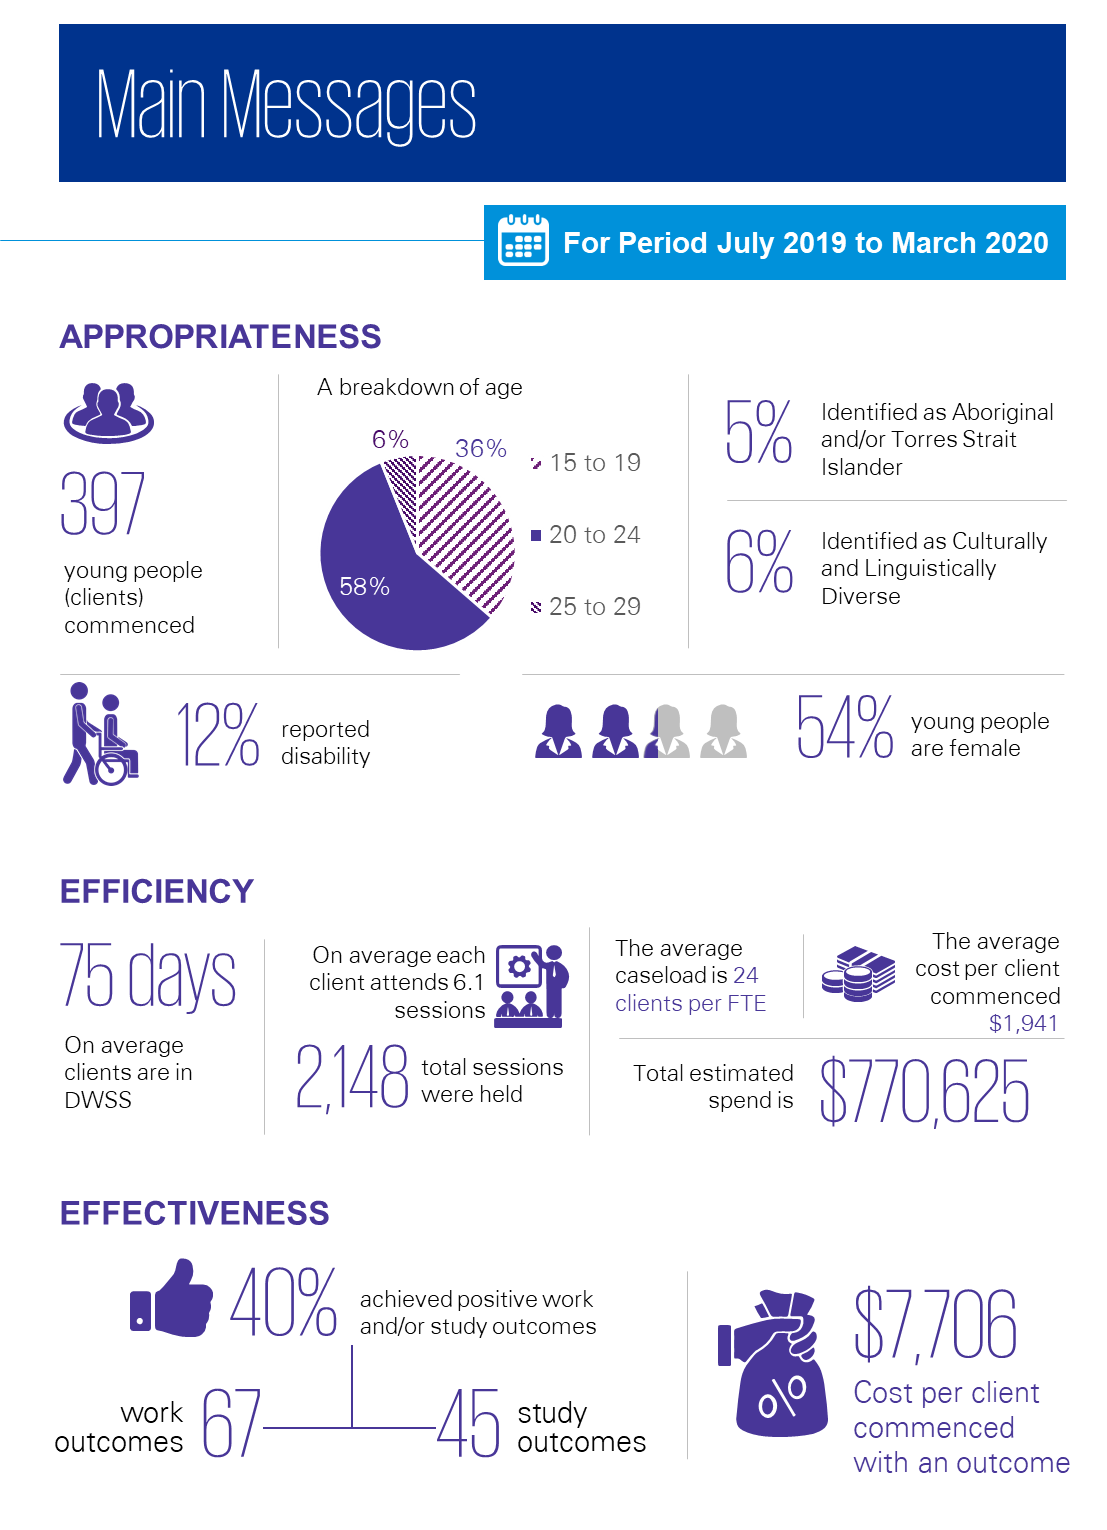 Main Messages
For Period July 2019 to March 2020
APPROPRIATENESS
397
young people
(clients)
commenced
A breakdown of age
6%
36%
58%
15 to 19
20 to 24
25 to 29
5%
Identified as Aboriginal
and/or Torres Strait
Islander
6%
Identified as Culturally
and Linguistically
Diverse
12%
reported
disability
54%
young people
are female
EFFICIENCY
75 days
On average
clients are in
DWSS
On average each
client attends 6.1
sessions
2,148
total sessions
were held
The average
caseload is 24
clients per FTE
The average
cost per client
commenced
$1,941
Total estimated
spend is
$770,625
EFFECTIVENESS
40%
achieved positive work
and/or study outcomes
work
outcomes
67
45
study
outcomes
%
$7,706
Cost per client
commenced
with an outcome